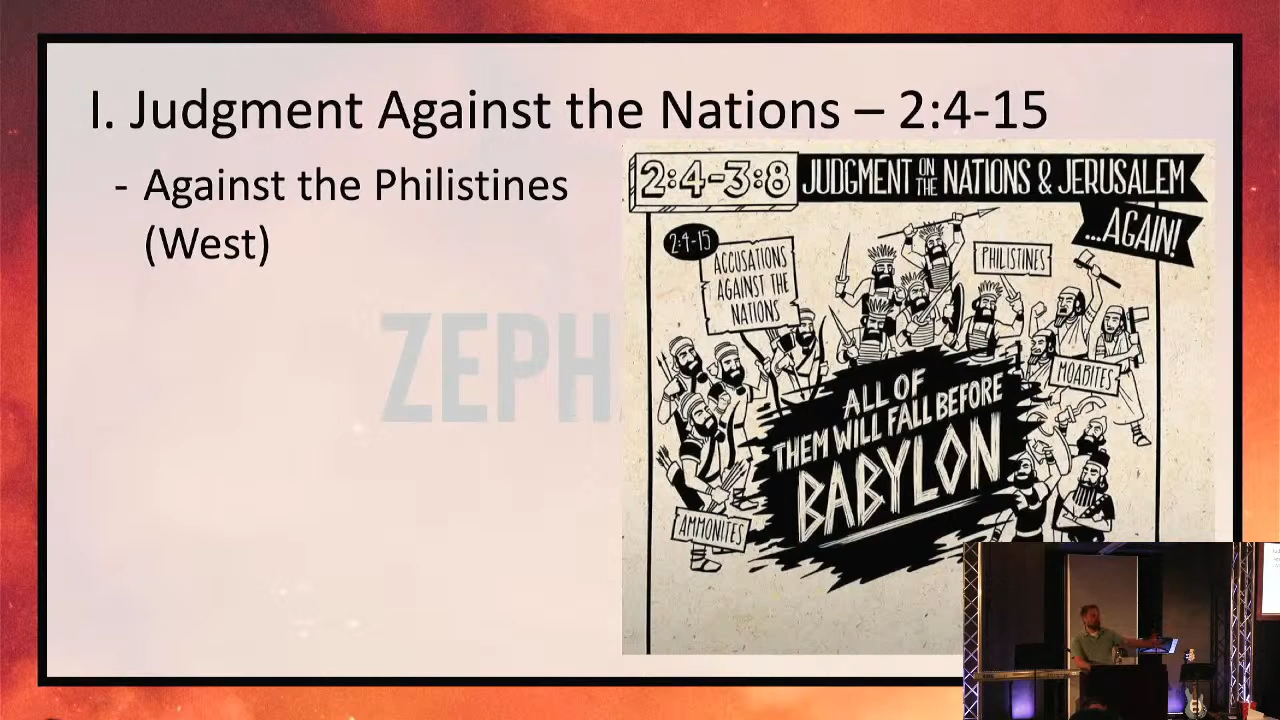 I. Judgment Against the Nations – 2:4-15
- Against the Philistines
(West)
ZEPH
2:4-3:8 JUDGMENT ON THE NATIONS & JERUSALEM
...AGAIN!
2:4-15
ACCUSATIONS
AGAINST THE
NATIONS
PHILISTINES
MOABITES
ALL OF
THEM WILL FALL BEFORE
BABYLON
AMMONITES